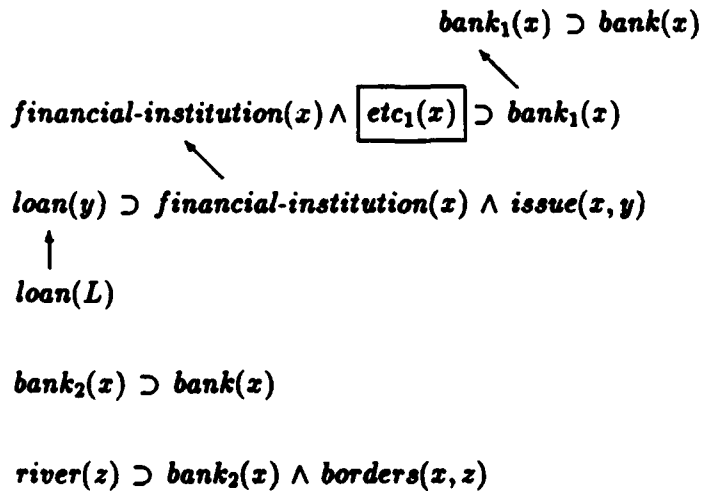 bank₁(x) ⊃ bank(x)
financial-institution(x) ∧ etc₁(x) ⊃ bank₁(x)
loan(y) ⊃ financial-institution(x) ∧ issue(x, y)
loan(L)
bank₂(x) ⊃ bank(x)
river(z) ⊃ bank₂(x) ∧ borders(x, z)